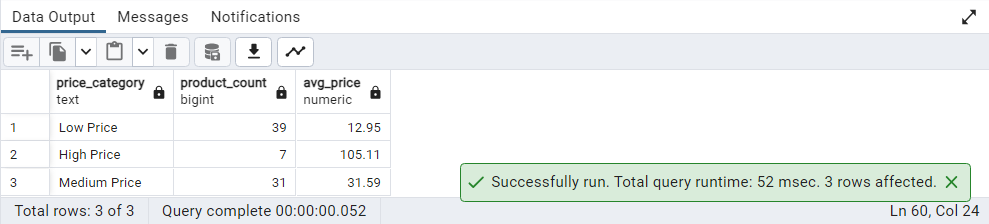 Data Output Messages Notifications
price_category product_count avg_price
text bigint numeric
1 Low Price 39 12.95
2 High Price 7 105.11
3 Medium Price 31 31.59
Successfully run. Total query runtime: 52 msec. 3 rows affected.
Total rows: 3 of 3 Query complete 00:00:00.052 Ln 60, Col 24